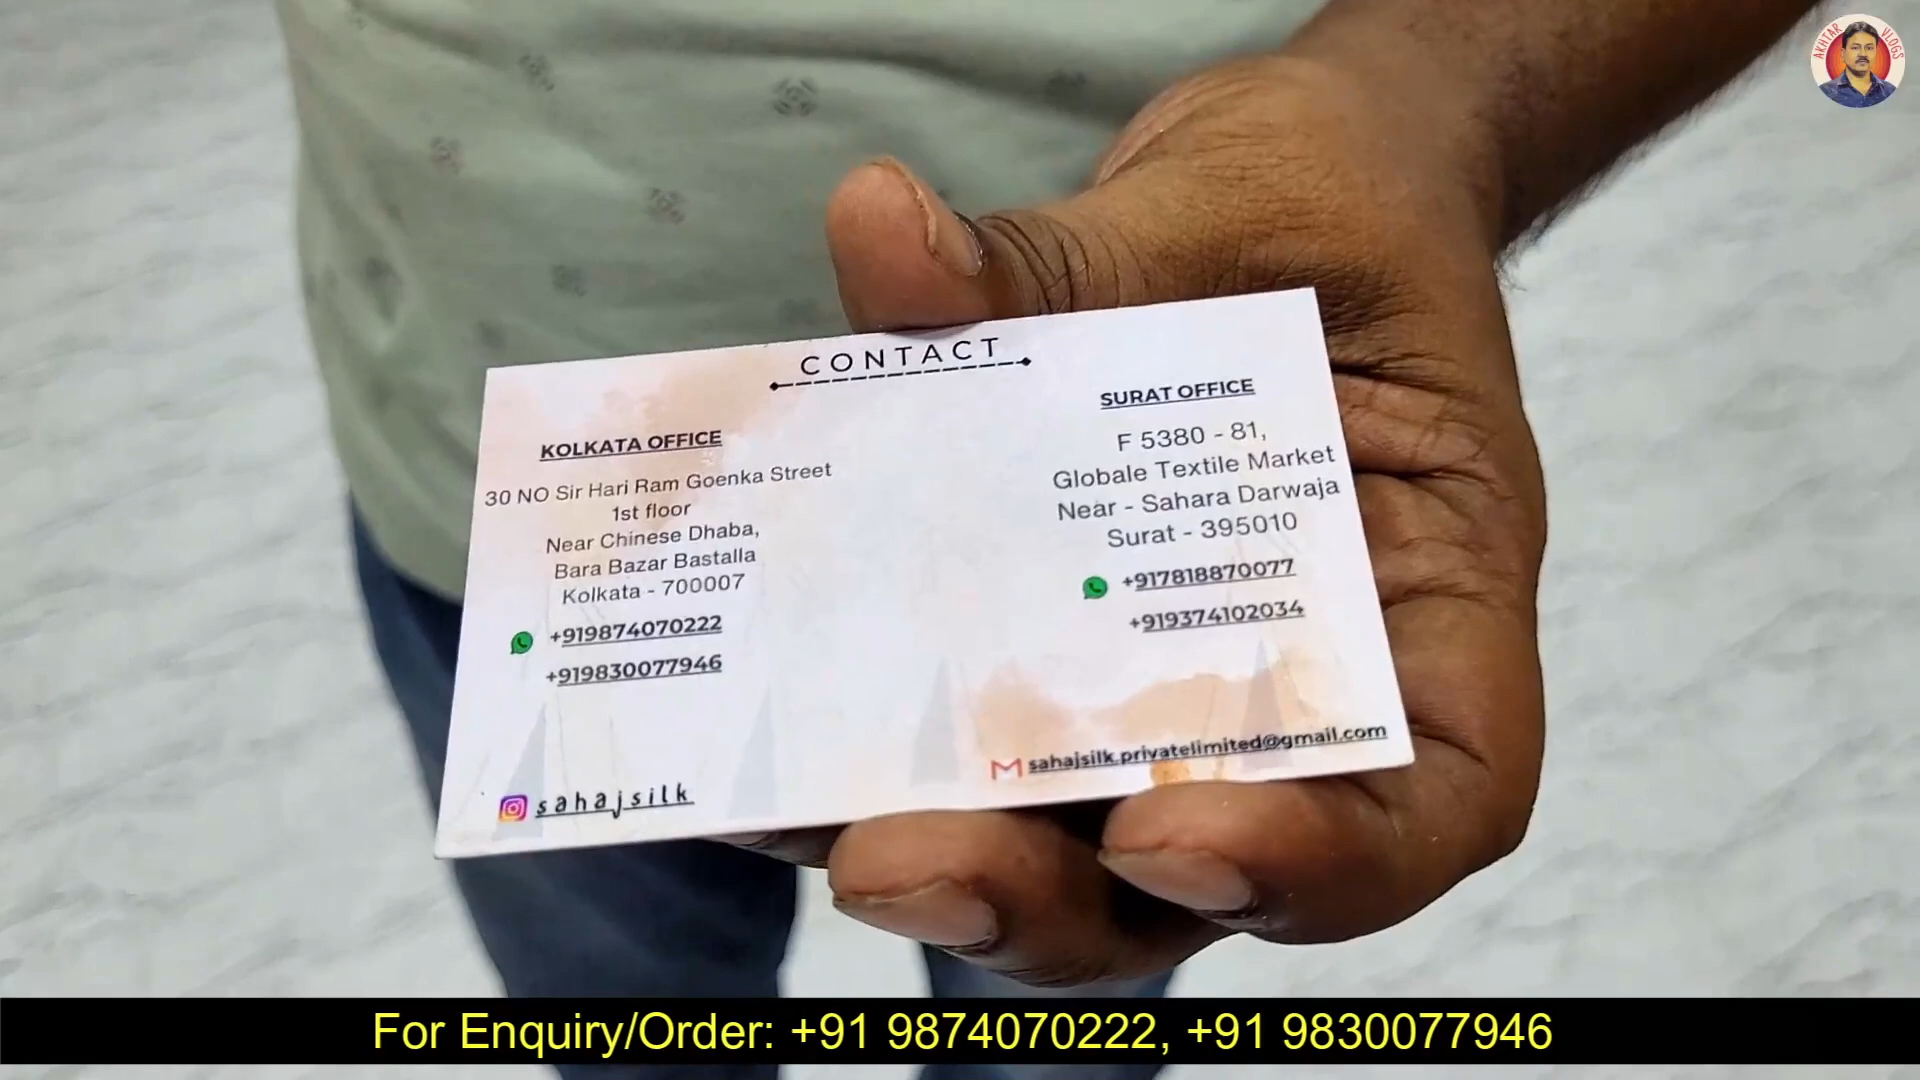 AKHTAR VLOGS
CONTACT
KOLKATA OFFICE
30 NO Sir Hari Ram Goenka Street
1st floor
Near Chinese Dhaba,
Bara Bazar Bastalla
Kolkata - 700007
+919874070222
+919830077946
sahajsilk
SURAT OFFICE
F 5380 - 81,
Globale Textile Market
Near - Sahara Darwaja
Surat - 395010
+917818870077
+919374102034
sahajsilk.privatelimited@gmail.com
For Enquiry/Order: +91 9874070222, +91 9830077946